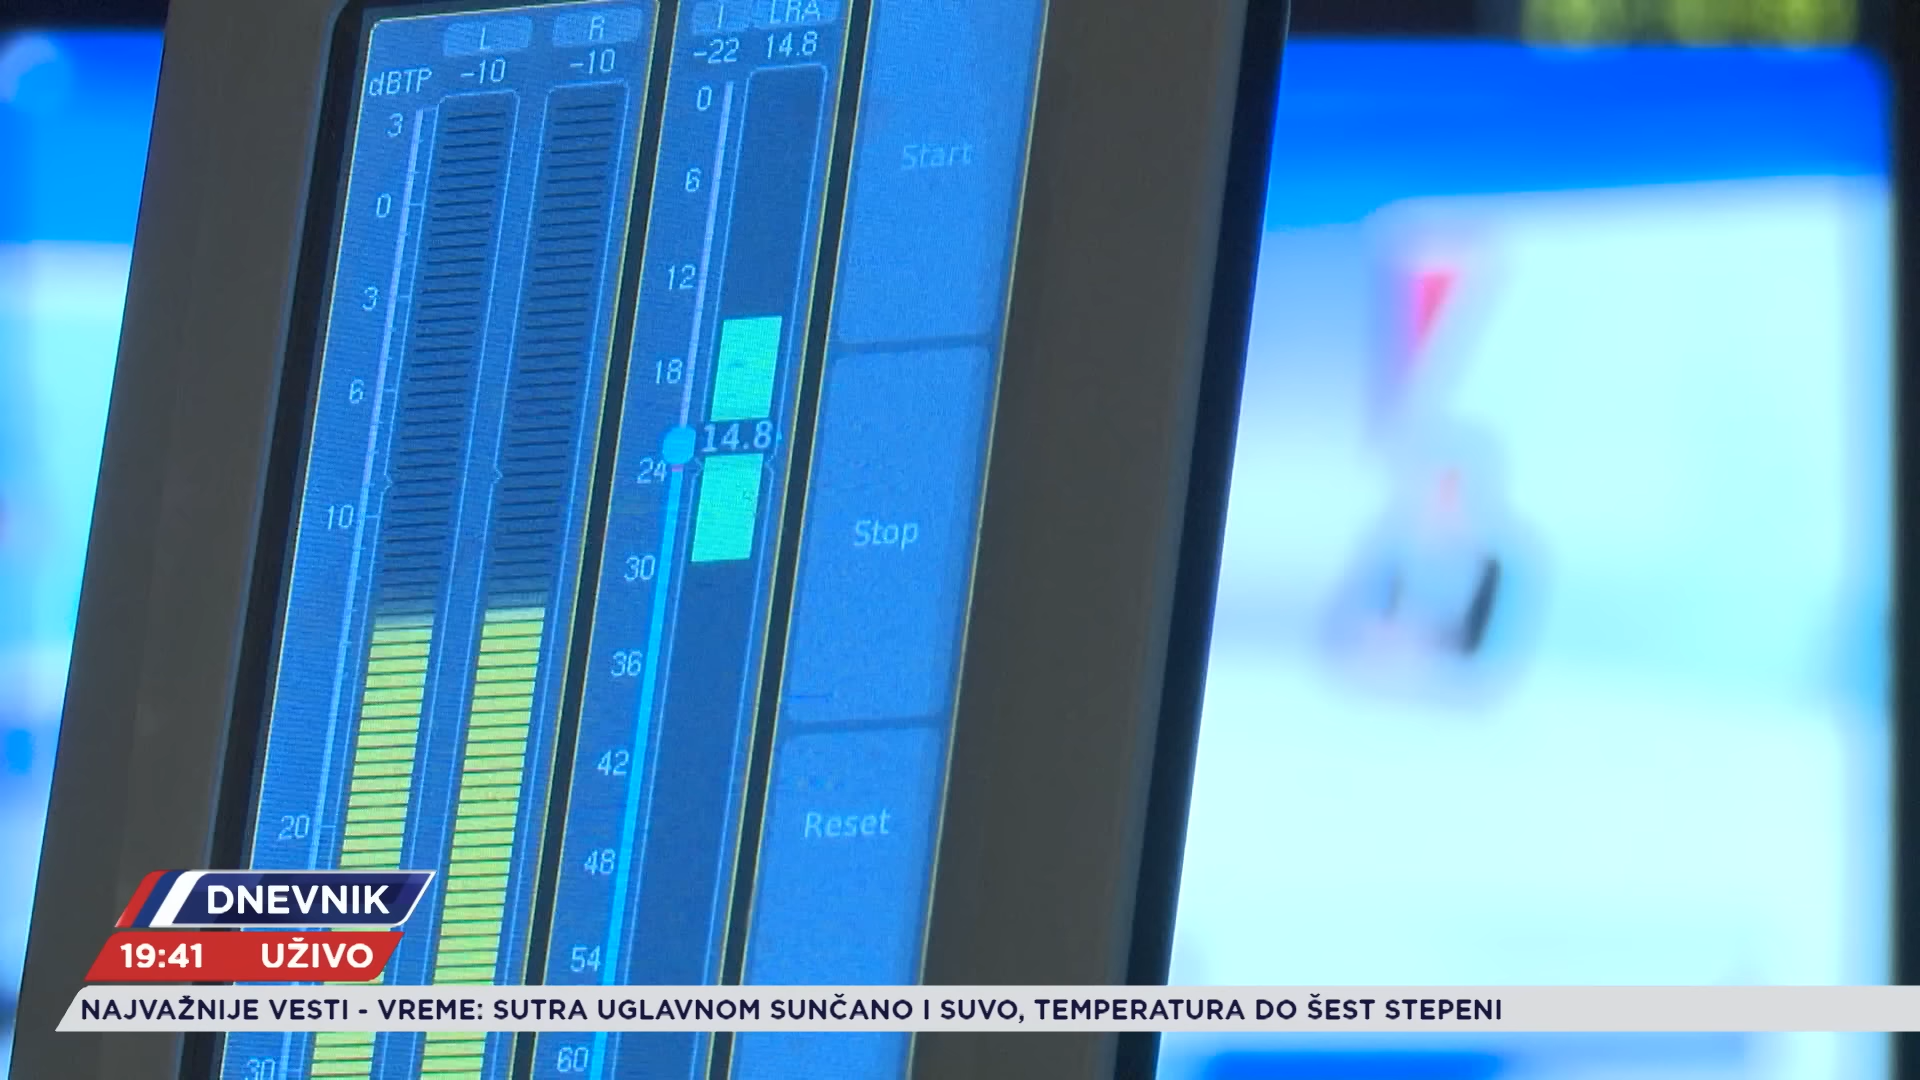 L R I LRA
dBTP -10 -10 -22 14.8
3
0
3
6
10
20
30
0
6
12
18
14.8
24
30
36
42
48
54
60
Start
Stop
Reset
DNEVNIK
19:41 UŽIVO
NAJVAŽNIJE VESTI - VREME: SUTRA UGLAVNOM SUNČANO I SUVO, TEMPERATURA DO ŠEST STEPENI